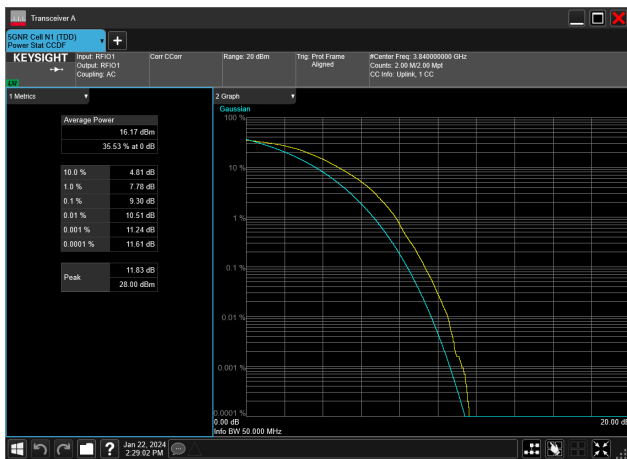 Transceiver A
5GNR Cell N1 (TDD)
Power Stat CCDF
KEYSIGHT
LXI
Input: RFIO1
Output: RFIO1
Coupling: AC
Corr CCorr
Range: 20 dBm
Trig: Prot Frame
Aligned
#Center Freq: 3.840000000 GHz
Counts: 2.00 M/2.00 Mpt
CC Info: Uplink, 1 CC
1 Metrics
Average Power
16.17 dBm
35.53 % at 0 dB
10.0 % 4.81 dB
1.0 % 7.78 dB
0.1 % 9.30 dB
0.01 % 10.51 dB
0.001 % 11.24 dB
0.0001 % 11.61 dB
Peak
11.83 dB
28.00 dBm
2 Graph
Gaussian
100 %
10 %
1 %
0.1 %
0.01 %
0.001 %
0.0001 %
0.00 dB
20.00 dB
Info BW 50.000 MHz
Jan 22, 2024
2:29:02 PM